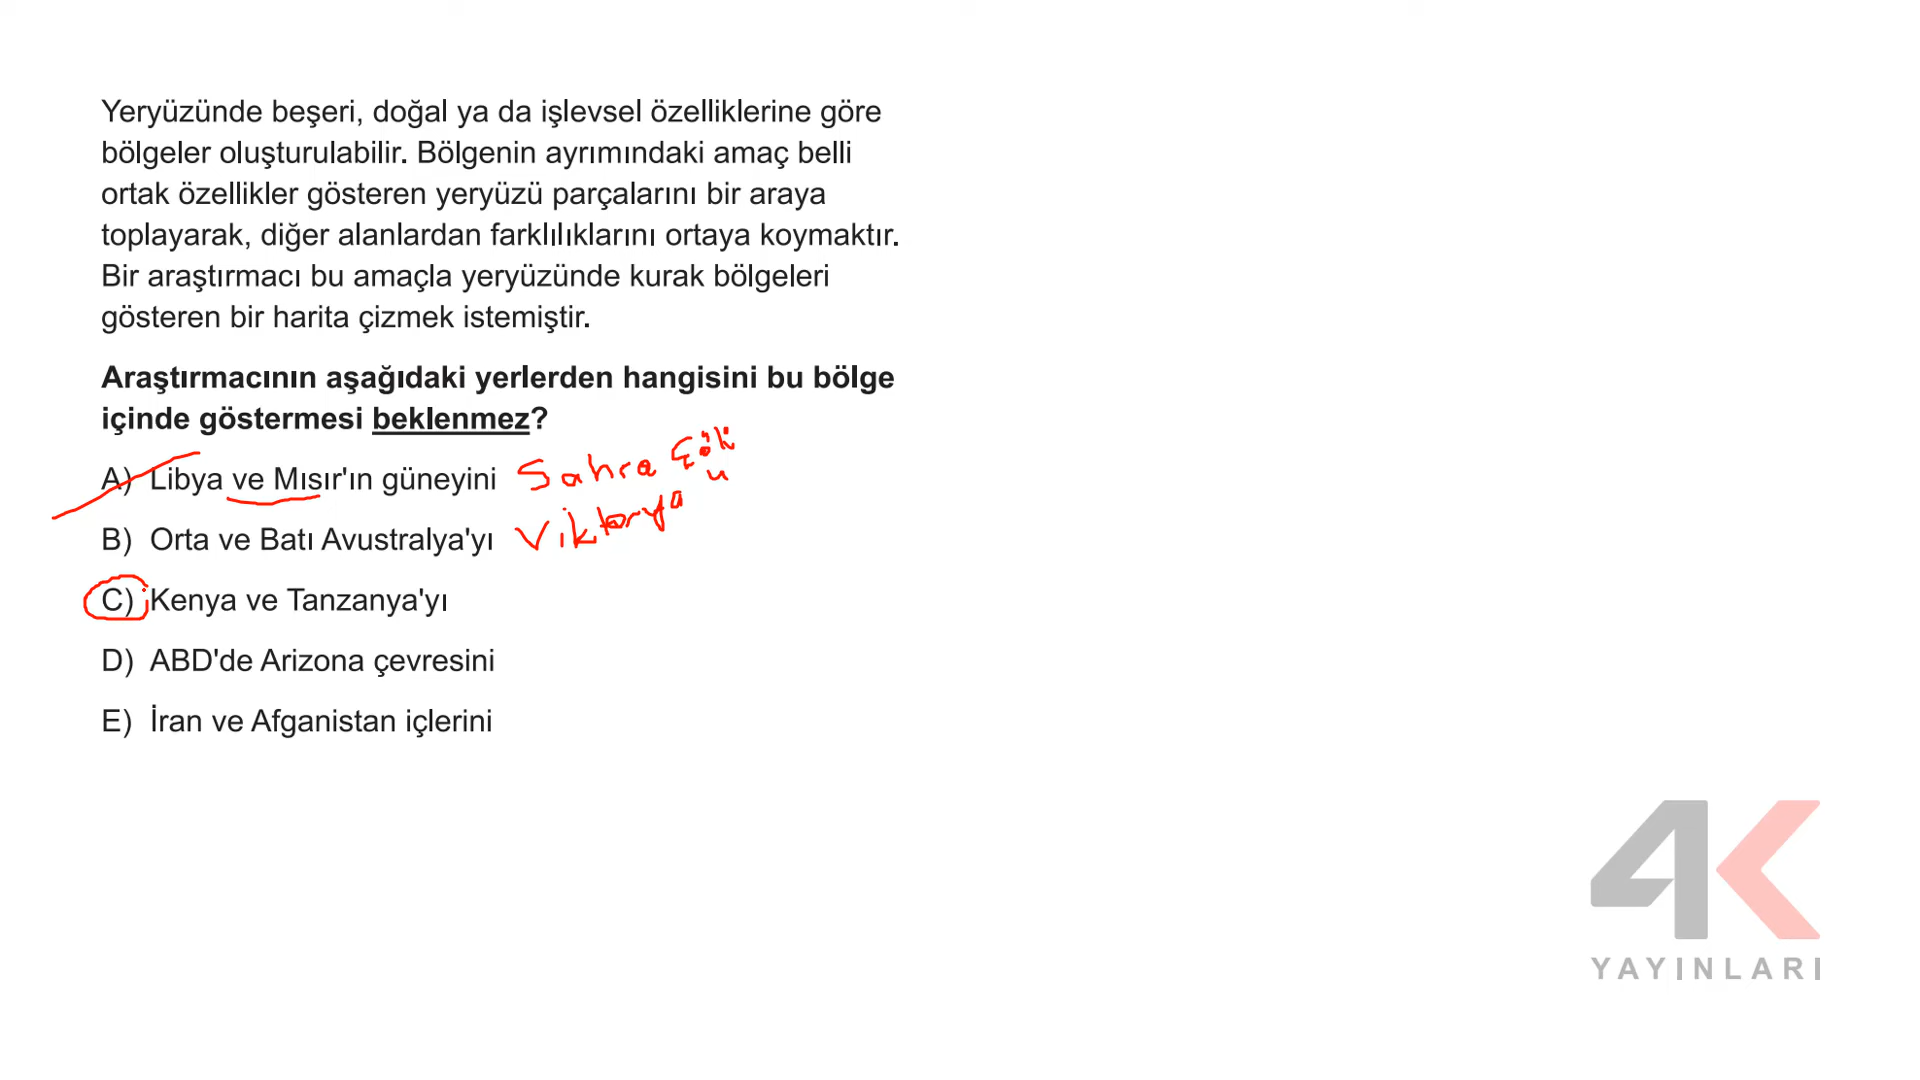 Yeryüzünde beşeri, doğal ya da işlevsel özelliklerine göre
bölgeler oluşturulabilir. Bölgenin ayrımındaki amaç belli
ortak özellikler gösteren yeryüzü parçalarını bir araya
toplayarak, diğer alanlardan farklılıklarını ortaya koymaktır.
Bir araştırmacı bu amaçla yeryüzünde kurak bölgeleri
gösteren bir harita çizmek istemiştir.
Araştırmacının aşağıdaki yerlerden hangisini bu bölge
içinde göstermesi beklenmez?
A) Libya ve Mısır'ın güneyini Sahra Çölü
B) Orta ve Batı Avustralya'yı Viktorya
C) Kenya ve Tanzanya'yı
D) ABD'de Arizona çevresini
E) İran ve Afganistan içlerini
4K
YAYINLARI